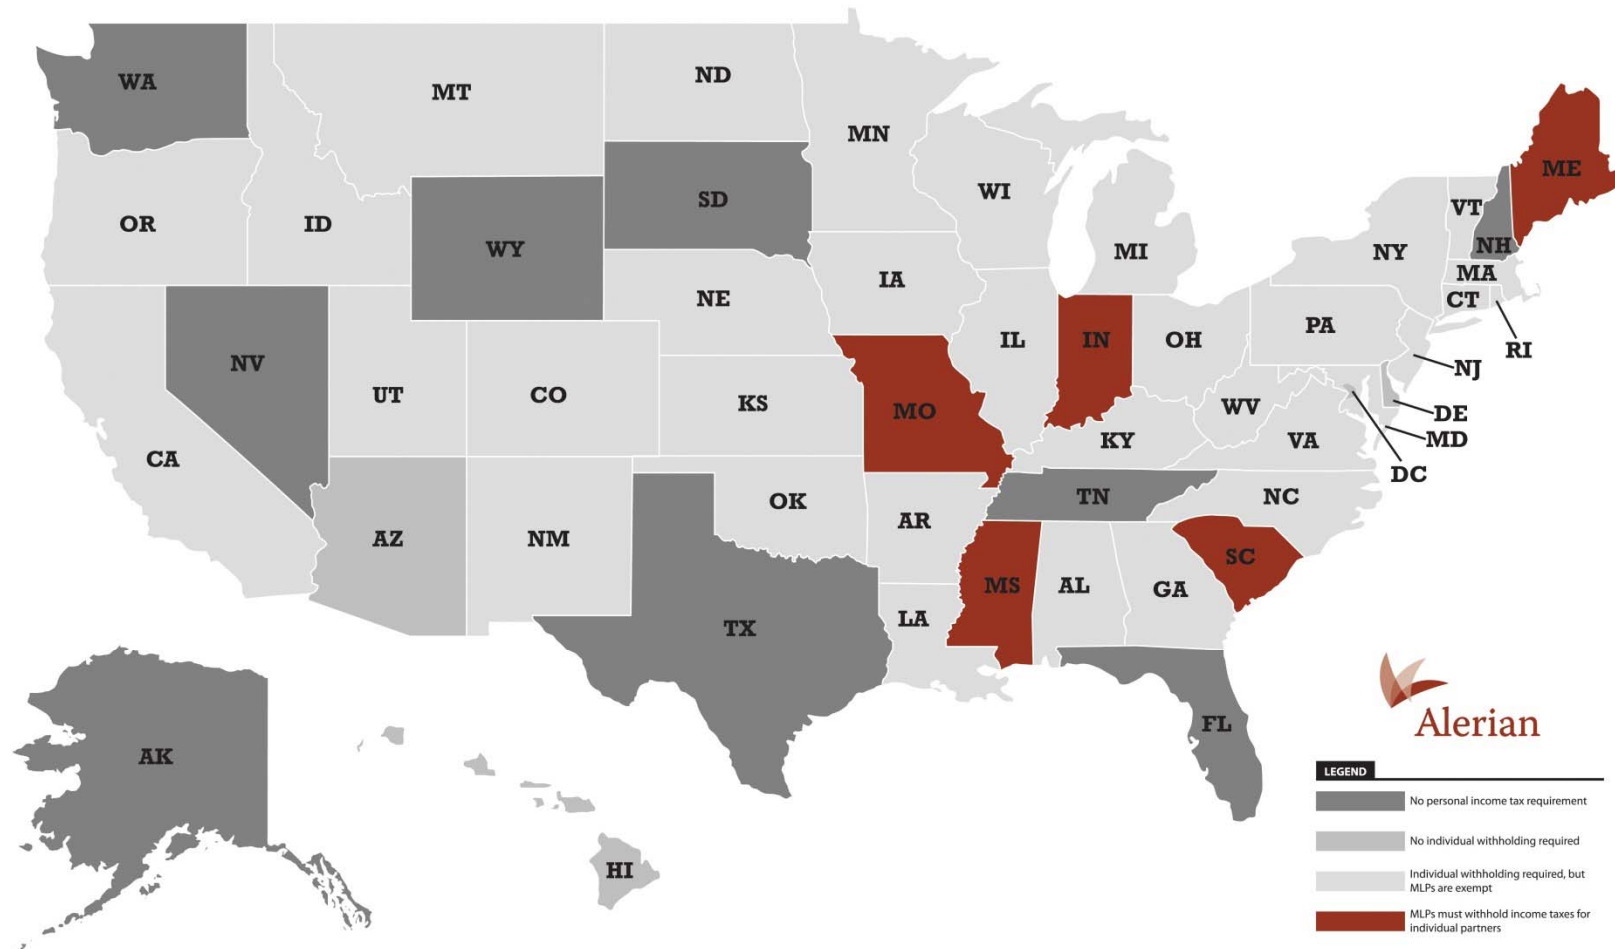 WA
MT
ND
MN
ME
SD
WI
VT
OR
ID
WY
NH
MI
NY
MA
IA
NE
CT
PA
IL
IN
OH
RI
NV
NJ
UT
CO
KS
MO
WV
DE
KY
VA
MD
CA
DC
TN
NC
OK
AR
AZ
NM
SC
MS
AL
GA
LA
TX
FL
Alerian
AK
HI
LEGEND
No personal income tax requirement
No individual withholding required
Individual withholding required, but
MLPs are exempt
MLPs must withhold income taxes for
individual partners